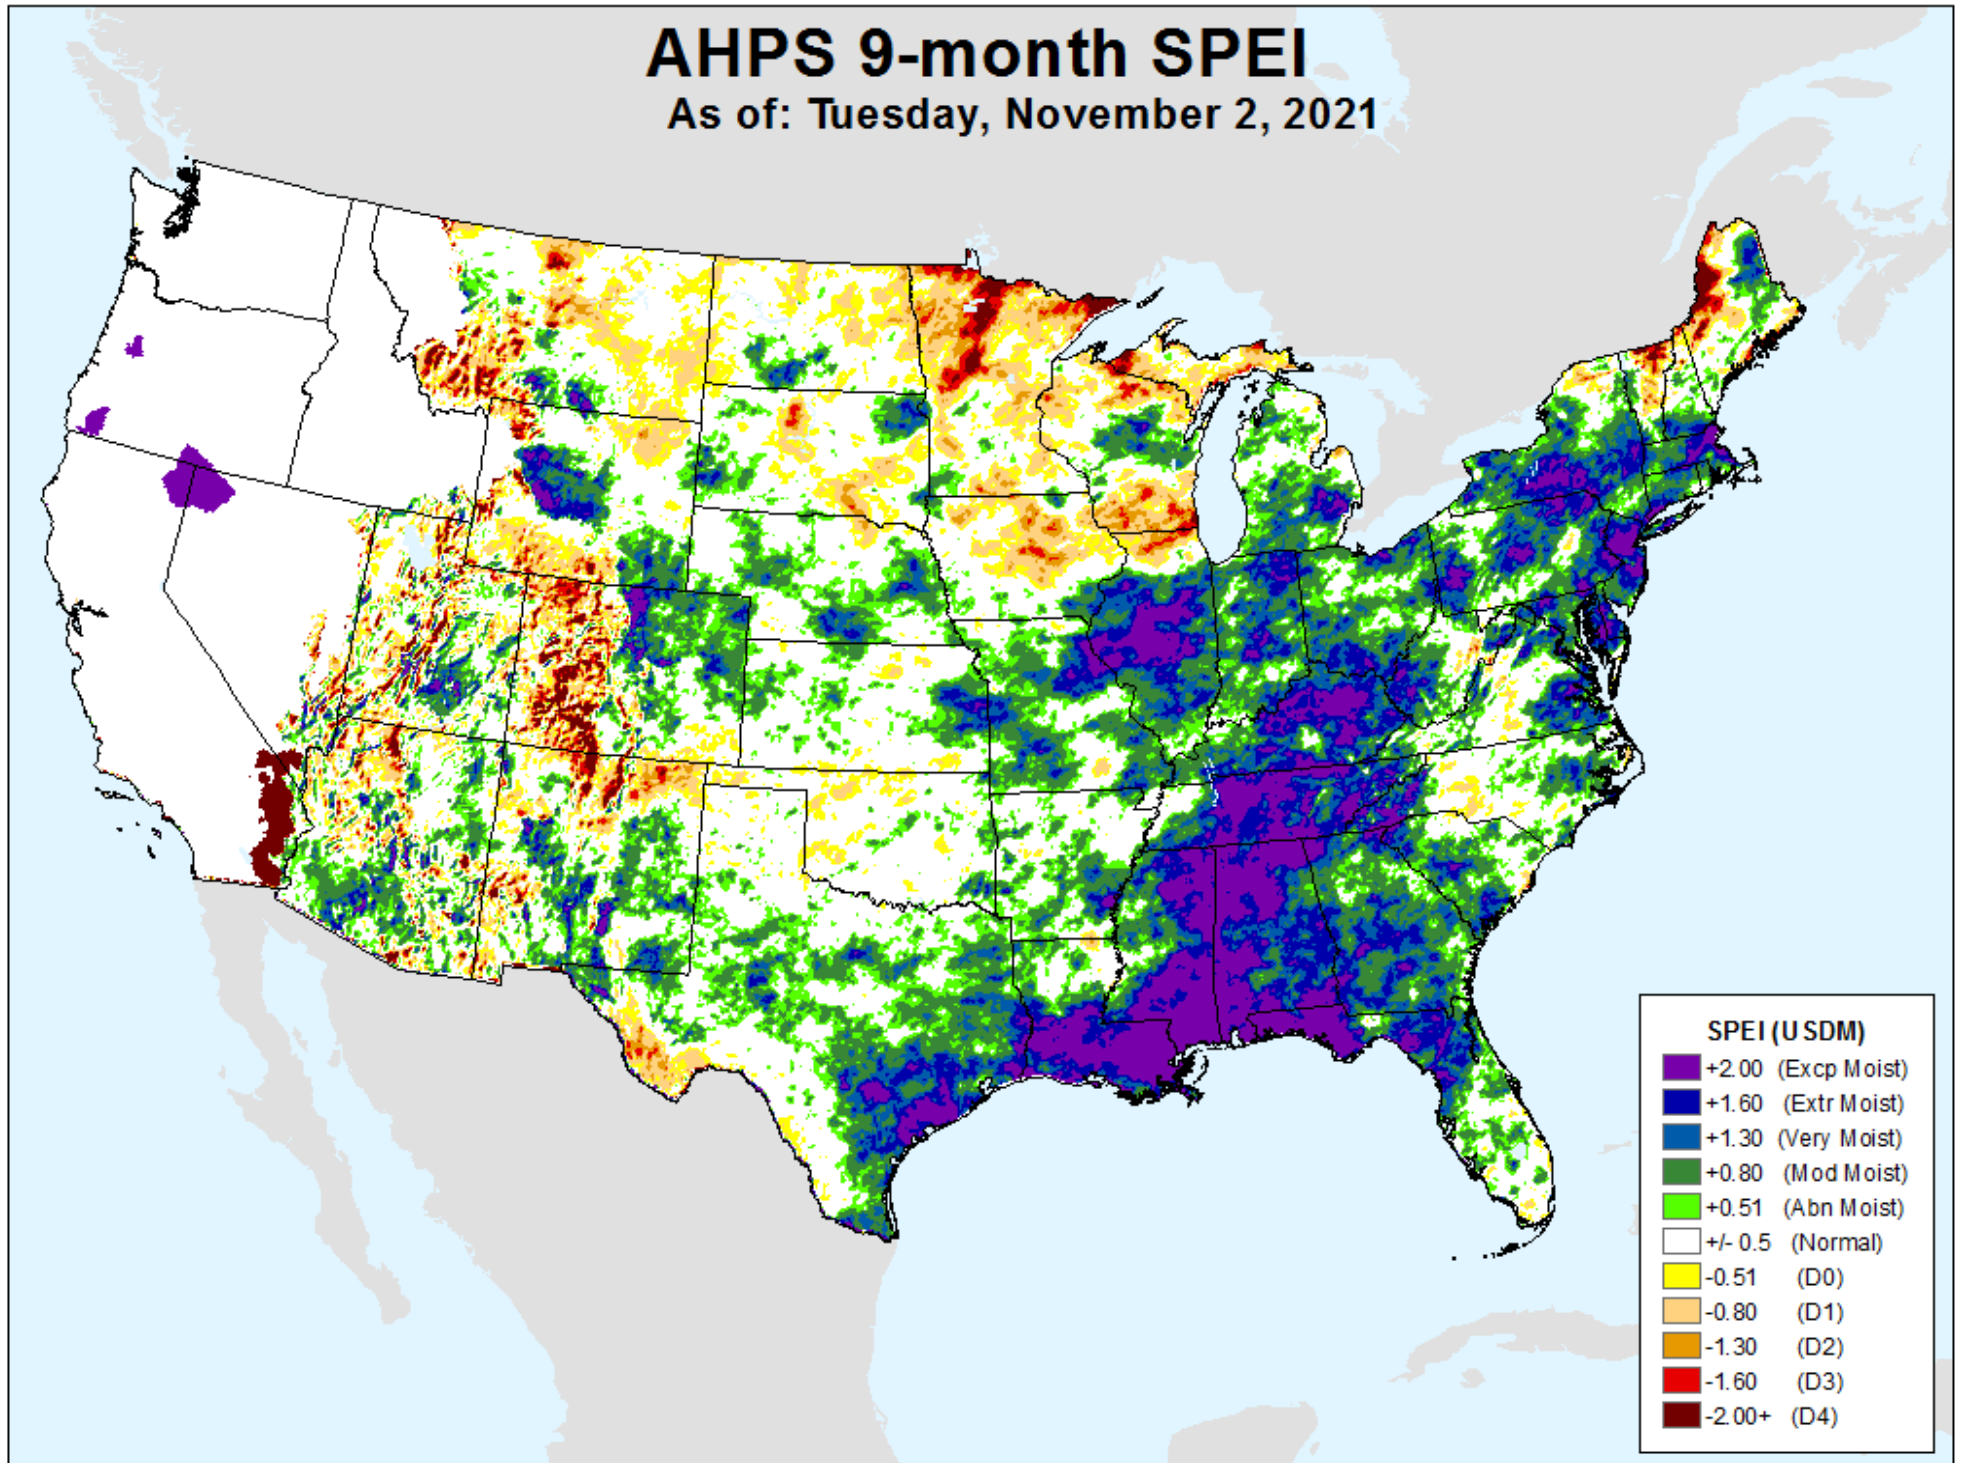 AHPS 9-month SPEI
As of: Tuesday, November 2, 2021
SPEI (USDM)
+2.00 (Excp Moist)
+1.60 (Extr Moist)
+1.30 (Very Moist)
+0.80 (Mod Moist)
+0.51 (Abn Moist)
+/- 0.5 (Normal)
-0.51 (D0)
-0.80 (D1)
-1.30 (D2)
-1.60 (D3)
-2.00+ (D4)